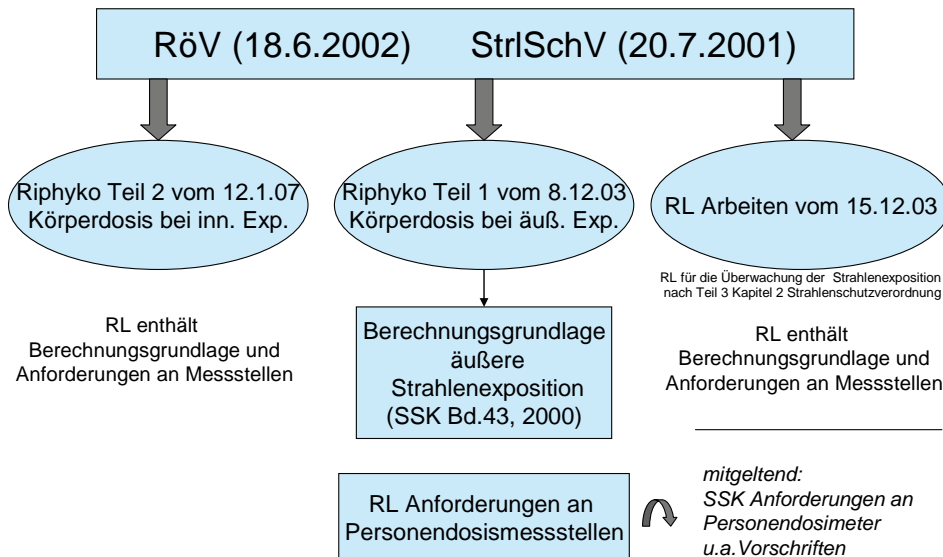 RöV (18.6.2002) StrlSchV (20.7.2001)
Riphyko Teil 2 vom 12.1.07
Körperdosis bei inn. Exp.
Riphyko Teil 1 vom 8.12.03
Körperdosis bei äuß. Exp.
RL Arbeiten vom 15.12.03
RL für die Überwachung der Strahlenexposition
nach Teil 3 Kapitel 2 Strahlenschutzverordnung
RL enthält
Berechnungsgrundlage und
Anforderungen an Messstellen
Berechnungsgrundlage
äußere
Strahlenexposition
(SSK Bd.43, 2000)
RL enthält
Berechnungsgrundlage und
Anforderungen an Messstellen
RL Anforderungen an
Personendosismessstellen
mitgeltend:
SSK Anforderungen an
Personendosimeter
u.a.Vorschriften